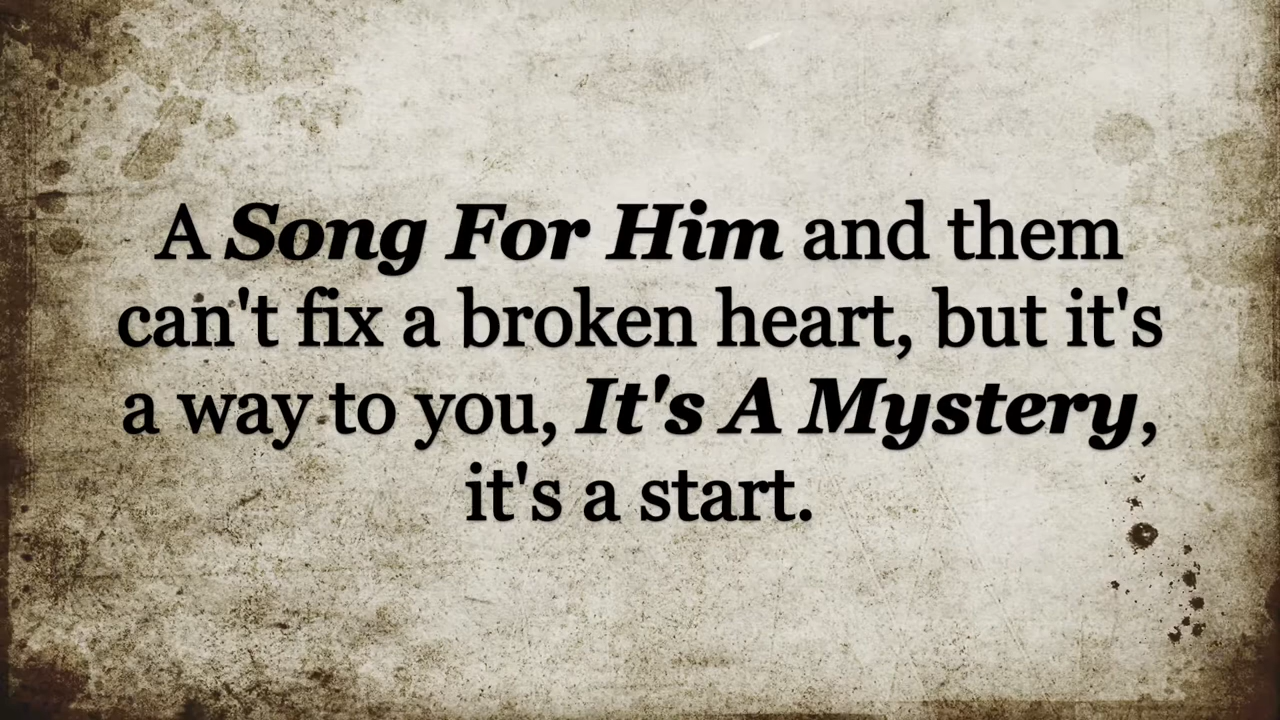 A Song For Him and them
can't fix a broken heart, but it's
a way to you, It's A Mystery,
it's a start.